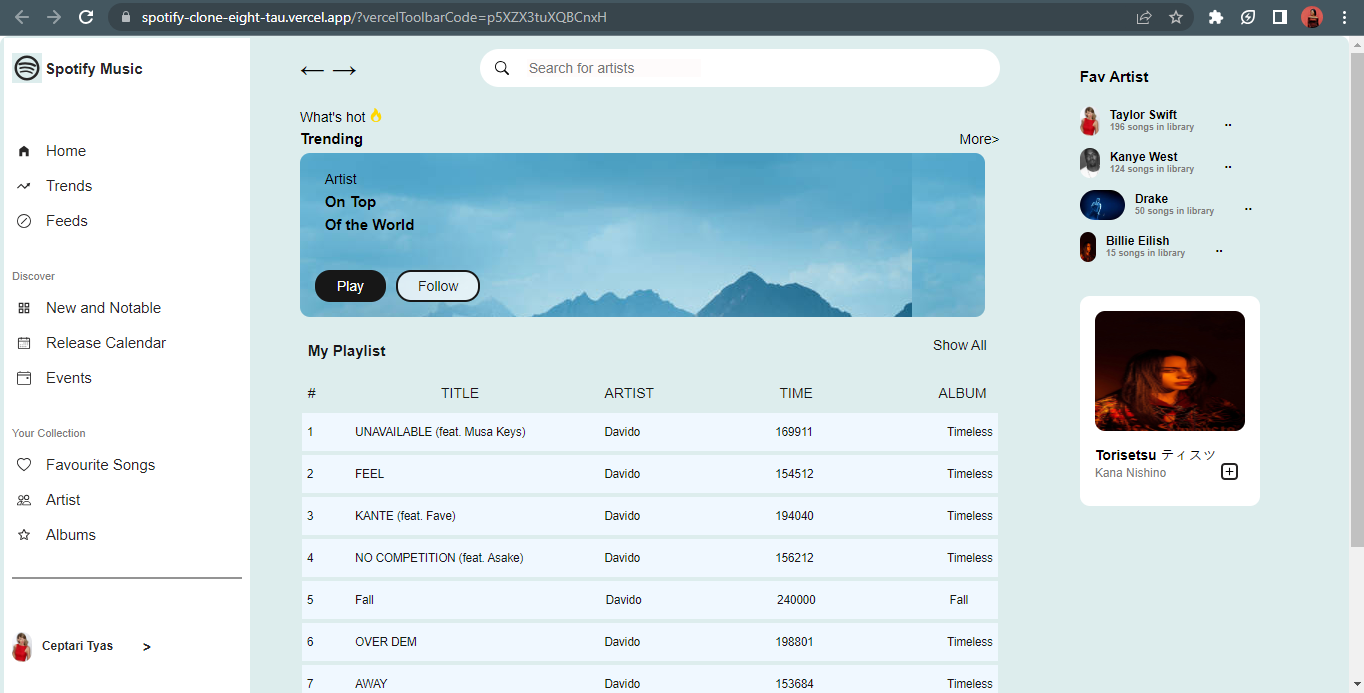 spotify-clone-eight-tau.vercel.app/?vercelToolbarCode=p5XZX3tuXQBCnxH
Spotify Music
Home
Trends
Feeds
Discover
New and Notable
Release Calendar
Events
Your Collection
Favourite Songs
Artist
Albums
Ceptari Tyas >
Search for artists
What's hot 🔥
Trending More>
Artist
On Top
Of the World
Play Follow
My Playlist Show All
# TITLE ARTIST TIME ALBUM
1 UNAVAILABLE (feat. Musa Keys) Davido 169911 Timeless
2 FEEL Davido 154512 Timeless
3 KANTE (feat. Fave) Davido 194040 Timeless
4 NO COMPETITION (feat. Asake) Davido 156212 Timeless
5 Fall Davido 240000 Fall
6 OVER DEM Davido 198801 Timeless
7 AWAY Davido 153684 Timeless
Fav Artist
Taylor Swift
196 songs in library ..
Kanye West
124 songs in library ..
Drake
50 songs in library ..
Billie Eilish
15 songs in library ..
Torisetsu ティスツ
Kana Nishino